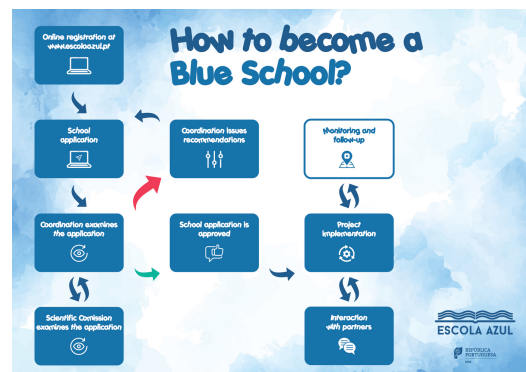 How to become a
Blue School?
Online registration at
www.escolaazul.pt
School
application
Coordination issues
recommendations
Monitoring and
follow-up
Coordination examines
the application
School application is
approved
Project
implementation
Scientific Comission
examines the application
Interaction
with partners
ESCOLA AZUL
REPÚBLICA
PORTUGUESA